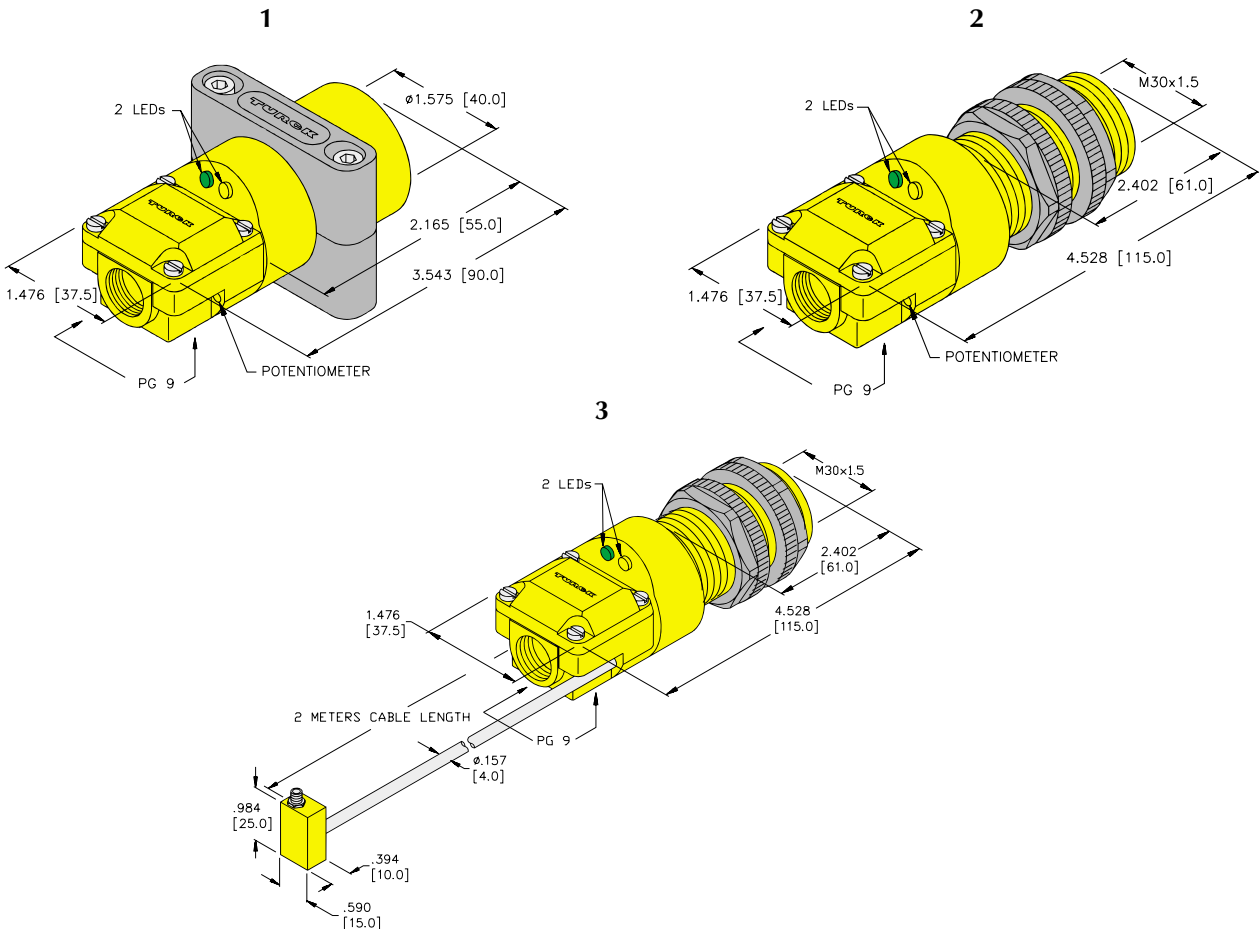 1
2 LEDs
TURCK
ø1.575 [40.0]
TURCK
2.165 [55.0]
3.543 [90.0]
1.476 [37.5]
POTENTIOMETER
PG 9
2
2 LEDs
M30x1.5
TURCK
2.402 [61.0]
4.528 [115.0]
1.476 [37.5]
POTENTIOMETER
PG 9
3
2 LEDs
M30x1.5
TURCK
2.402
[61.0]
4.528
[115.0]
1.476
[37.5]
2 METERS CABLE LENGTH
PG 9
ø.157
[4.0]
.984
[25.0]
.394
[10.0]
.590
[15.0]